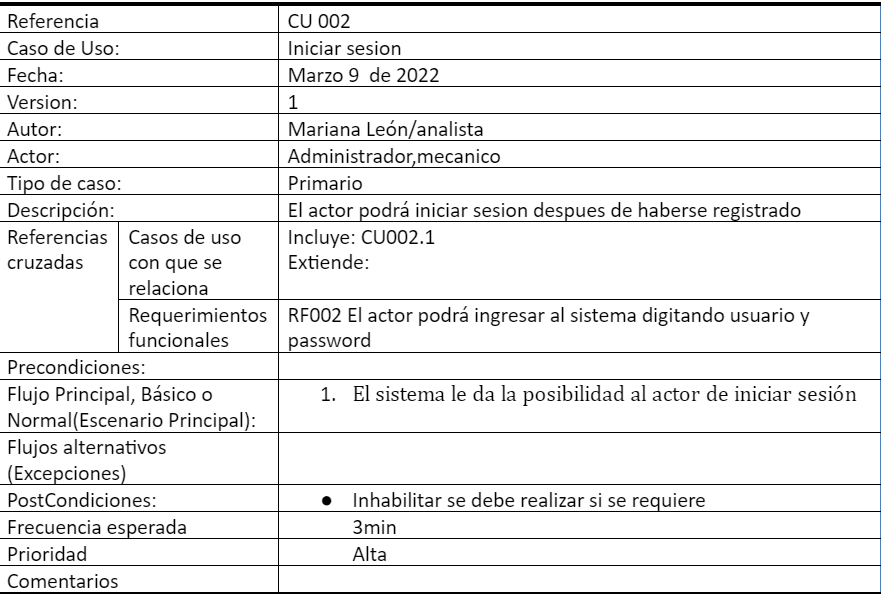 Referencia CU 002
Caso de Uso: Iniciar sesion
Fecha: Marzo 9 de 2022
Version: 1
Autor: Mariana León/analista
Actor: Administrador,mecanico
Tipo de caso: Primario
Descripción: El actor podrá iniciar sesion despues de haberse registrado
Referencias
cruzadas
Casos de uso
con que se
relaciona
Incluye: CU002.1
Extiende:
Requerimientos
funcionales
RF002 El actor podrá ingresar al sistema digitando usuario y
password
Precondiciones:
Flujo Principal, Básico o
Normal(Escenario Principal):
1. El sistema le da la posibilidad al actor de iniciar sesión
Flujos alternativos
(Excepciones)
PostCondiciones: ● Inhabilitar se debe realizar si se requiere
Frecuencia esperada 3min
Prioridad Alta
Comentarios